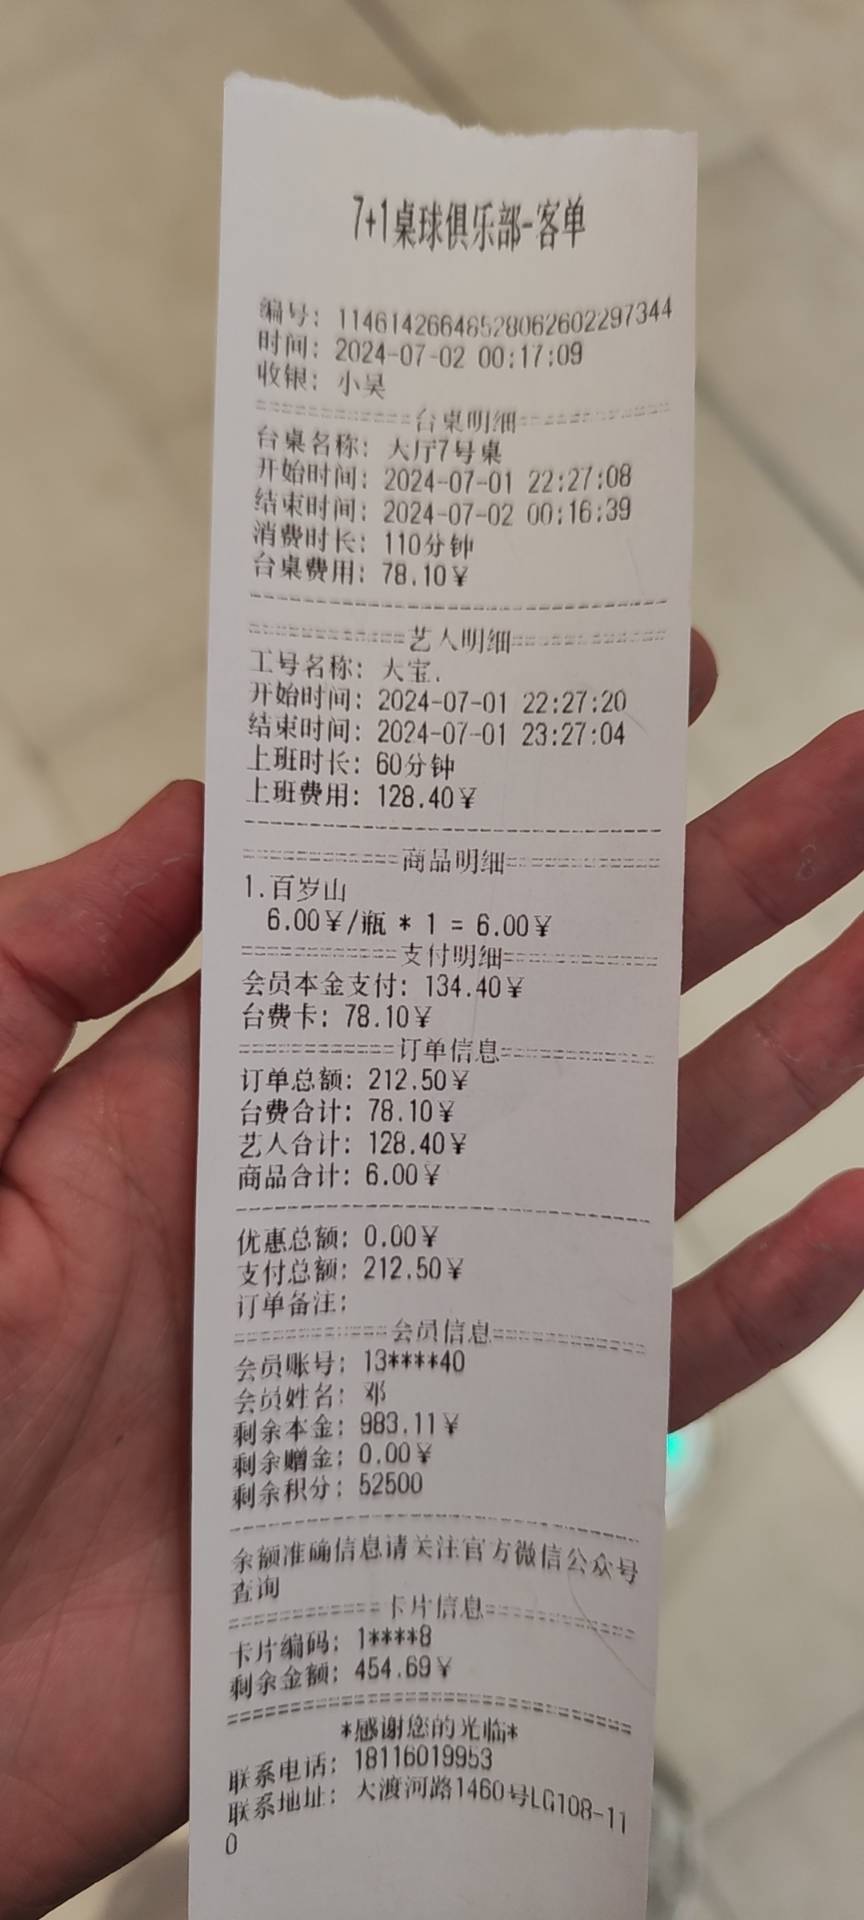 7+1桌球俱乐部-客单
编号: 1146142664652806260229​7344
时间: 2024-07-02 00:17:09
收银: 小吴
============台桌明细============
台桌名称: 大厅7号桌
开始时间: 2024-07-01 22:27:08
结束时间: 2024-07-02 00:16:39
消费时长: 110分钟
台桌费用: 78.10¥
--------------------------------
============艺人明细============
工号名称: 大宝.
开始时间: 2024-07-01 22:27:20
结束时间: 2024-07-01 23:27:04
上班时长: 60分钟
上班费用: 128.40¥
--------------------------------
============商品明细============
1.百岁山
6.00¥/瓶 * 1 = 6.00¥
============支付明细============
会员本金支付: 134.40¥
台费卡: 78.10¥
============订单信息============
订单总额: 212.50¥
台费合计: 78.10¥
艺人合计: 128.40¥
商品合计: 6.00¥
--------------------------------
优惠总额: 0.00¥
支付总额: 212.50¥
订单备注:
============会员信息============
会员账号: 13****40
会员姓名: 邓
剩余本金: 983.11¥
剩余赠金: 0.00¥
剩余积分: 52500
--------------------------------
余额准确信息请关注官方微信公众号
查询
============卡片信息============
卡片编码: 1****8
剩余金额: 454.69¥
================================
*感谢您的光临*
联系电话: 18116019953
联系地址: 大渡河路1460号LG108-11
0